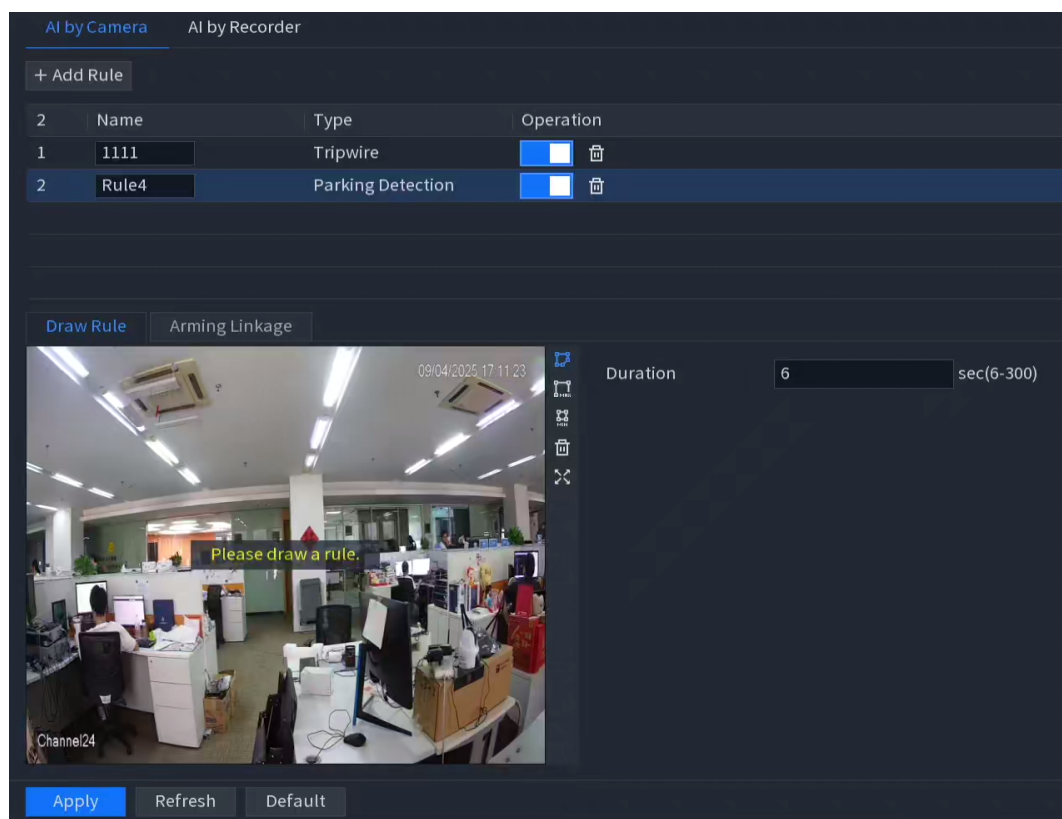 AI by Camera AI by Recorder
+ Add Rule
2 Name Type Operation
1 1111 Tripwire
2 Rule4 Parking Detection
Draw Rule Arming Linkage
09/04/2025 17 11 23
Duration 6 sec(6-300)
Please draw a rule.
Channel24
Apply Refresh Default